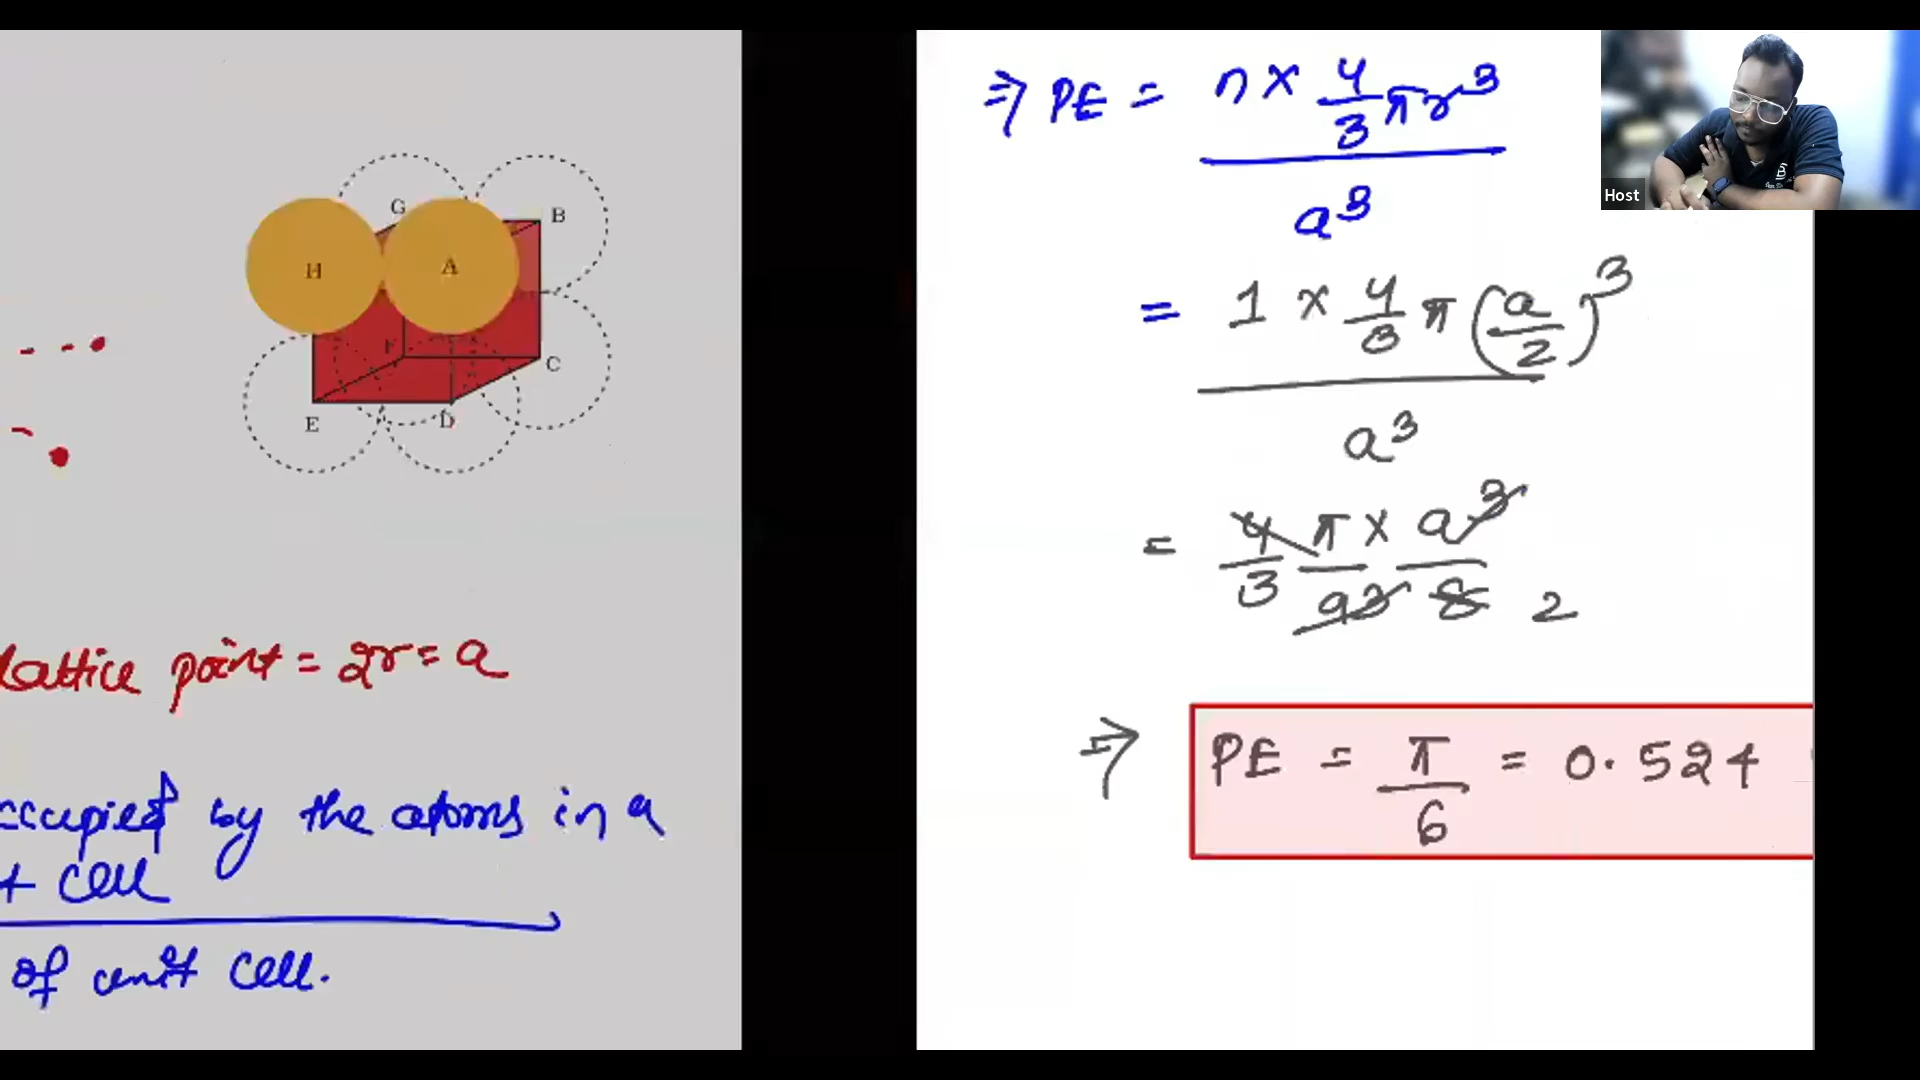 G
B
H
A
F
C
E
D
lattice point = 2r = a
occupied by the atoms in a
cell
of unit cell.
⇒ PE = n × 4/3 πr³
a³
= 1 × 4/3 π (a/2)³
a³
= 4/3 π/a³ × a³/8 2
⇒ PE = π/6 = 0.524
Host